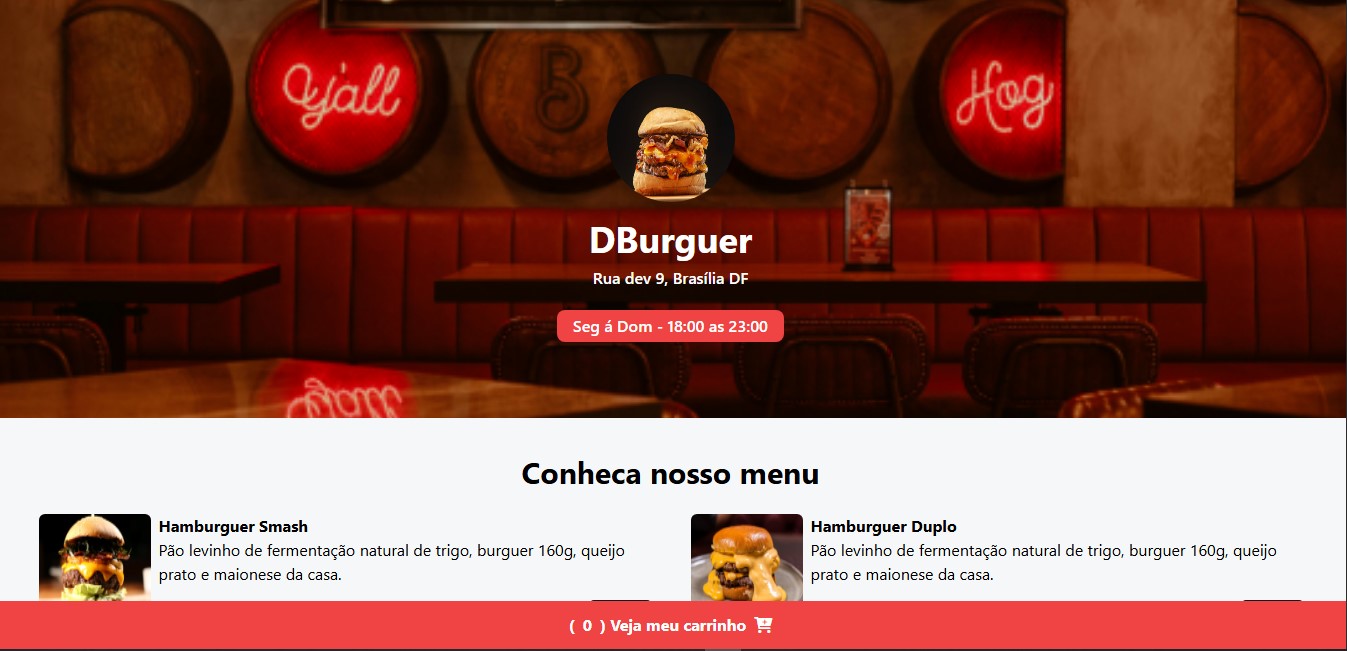 Y'all
B
Hog
DBurguer
Rua dev 9, Brasília DF
Seg á Dom - 18:00 as 23:00
Conheca nosso menu
Hamburguer Smash
Pão levinho de fermentação natural de trigo, burguer 160g, queijo
prato e maionese da casa.
Hamburguer Duplo
Pão levinho de fermentação natural de trigo, burguer 160g, queijo
prato e maionese da casa.
( 0 ) Veja meu carrinho